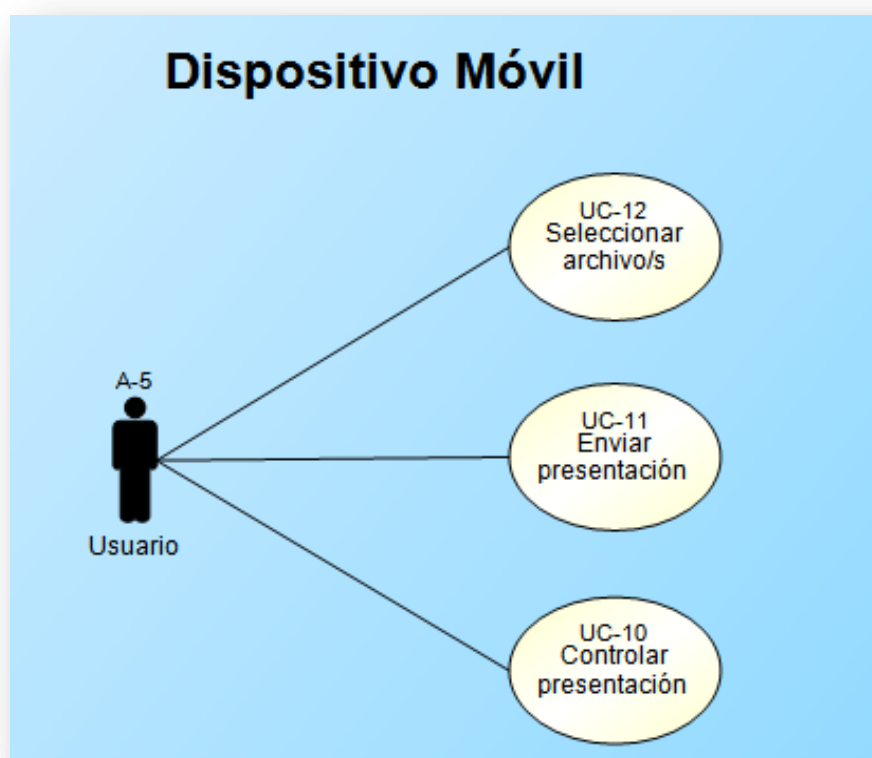 Dispositivo Móvil
UC-12
Seleccionar
archivo/s
A-5
Usuario
UC-11
Enviar
presentación
UC-10
Controlar
presentación